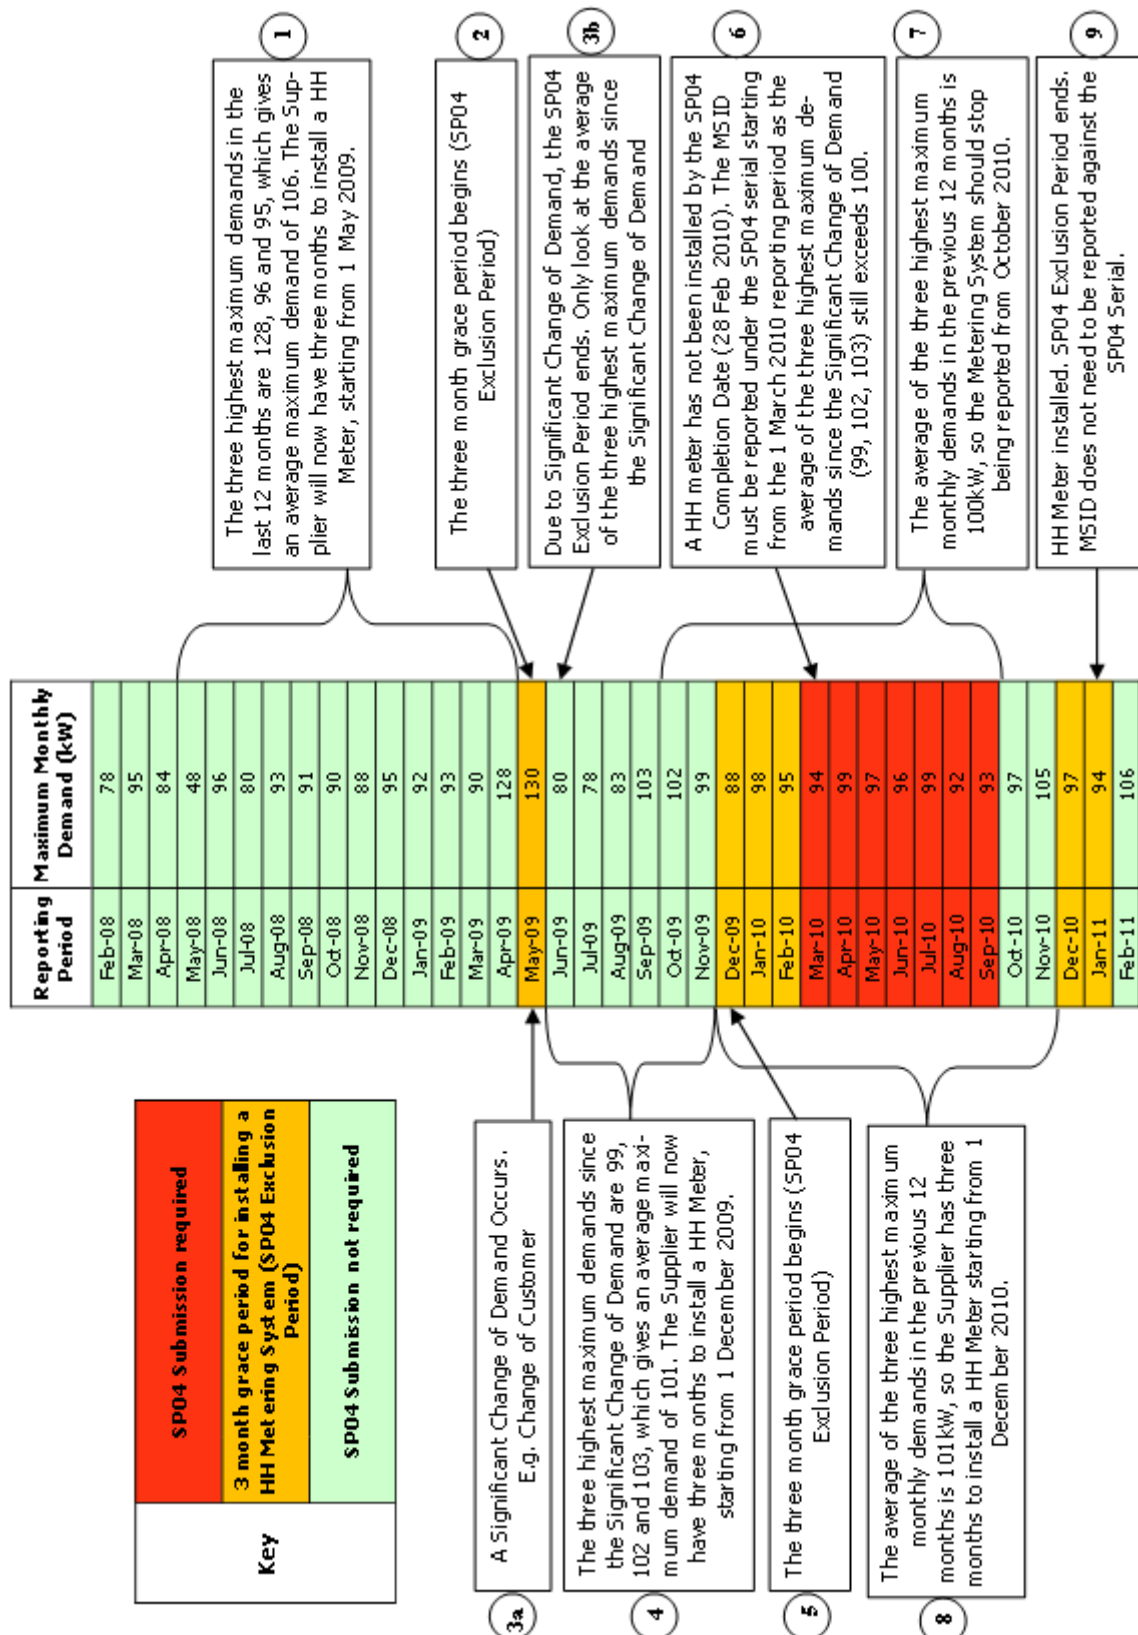 Key
SP04 Submission required
3 month grace period for installing a
HH Metering System (SP04 Exclusion
Period)
SP04 Submission not required
Reporting Period Maximum Monthly Demand (kW)
Feb-08 78
Mar-08 95
Apr-08 84
May-08 48
Jun-08 96
Jul-08 80
Aug-08 93
Sep-08 91
Oct-08 90
Nov-08 88
Dec-08 95
Jan-09 92
Feb-09 93
Mar-09 90
Apr-09 128
May-09 130
Jun-09 80
Jul-09 78
Aug-09 83
Sep-09 103
Oct-09 102
Nov-09 99
Dec-09 88
Jan-10 98
Feb-10 95
Mar-10 94
Apr-10 99
May-10 97
Jun-10 96
Jul-10 99
Aug-10 92
Sep-10 93
Oct-10 97
Nov-10 105
Dec-10 97
Jan-11 94
Feb-11 106
1
The three highest maximum demands in the
last 12 months are 128, 96 and 95, which gives
an average maximum demand of 106. The Sup-
plier will now have three months to install a HH
Meter, starting from 1 May 2009.
2
The three month grace period begins (SP04
Exclusion Period)
3a
A Significant Change of Demand Occurs.
E.g. Change of Customer
3b
Due to Significant Change of Demand, the SP04
Exclusion Period ends. Only look at the average
of the three highest maximum demands since
the Significant Change of Demand
4
The three highest maximum demands since
the Significant Change of Demand are 99,
102 and 103, which gives an average maxi-
mum demand of 101. The Supplier will now
have three months to install a HH Meter,
starting from 1 December 2009.
5
The three month grace period begins (SP04
Exclusion Period)
6
A HH meter has not been installed by the SP04
Completion Date (28 Feb 2010). The MSID
must be reported under the SP04 serial starting
from the 1 March 2010 reporting period as the
average of the three highest maximum de-
mands since the Significant Change of Demand
(99, 102, 103) still exceeds 100.
7
The average of the three highest maximum
monthly demands in the previous 12 months is
100kW, so the Metering System should stop
being reported from October 2010.
8
The average of the three highest maximum
monthly demands in the previous 12
months is 101kW, so the Supplier has three
months to install a HH Meter starting from 1
December 2010.
9
HH Meter installed. SP04 Exclusion Period ends.
MSID does not need to be reported against the
SP04 Serial.